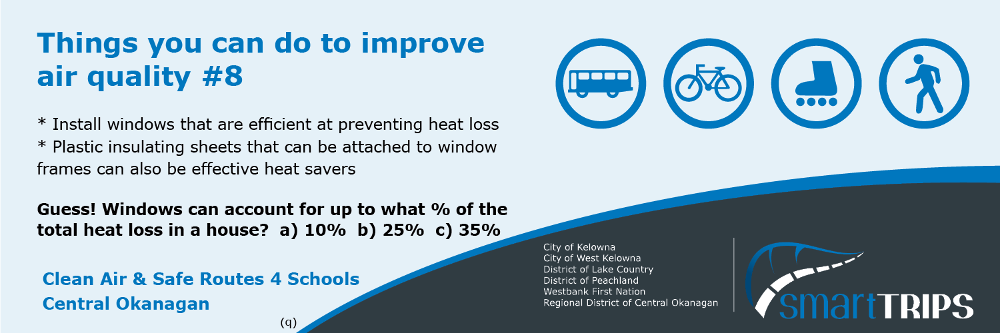 Things you can do to improve
air quality #8
* Install windows that are efficient at preventing heat loss
* Plastic insulating sheets that can be attached to window
frames can also be effective heat savers
Guess! Windows can account for up to what % of the
total heat loss in a house?  a) 10%  b) 25%  c) 35%
Clean Air & Safe Routes 4 Schools
Central Okanagan
(q)
City of Kelowna
City of West Kelowna
District of Lake Country
District of Peachland
Westbank First Nation
Regional District of Central Okanagan
smartTRIPS